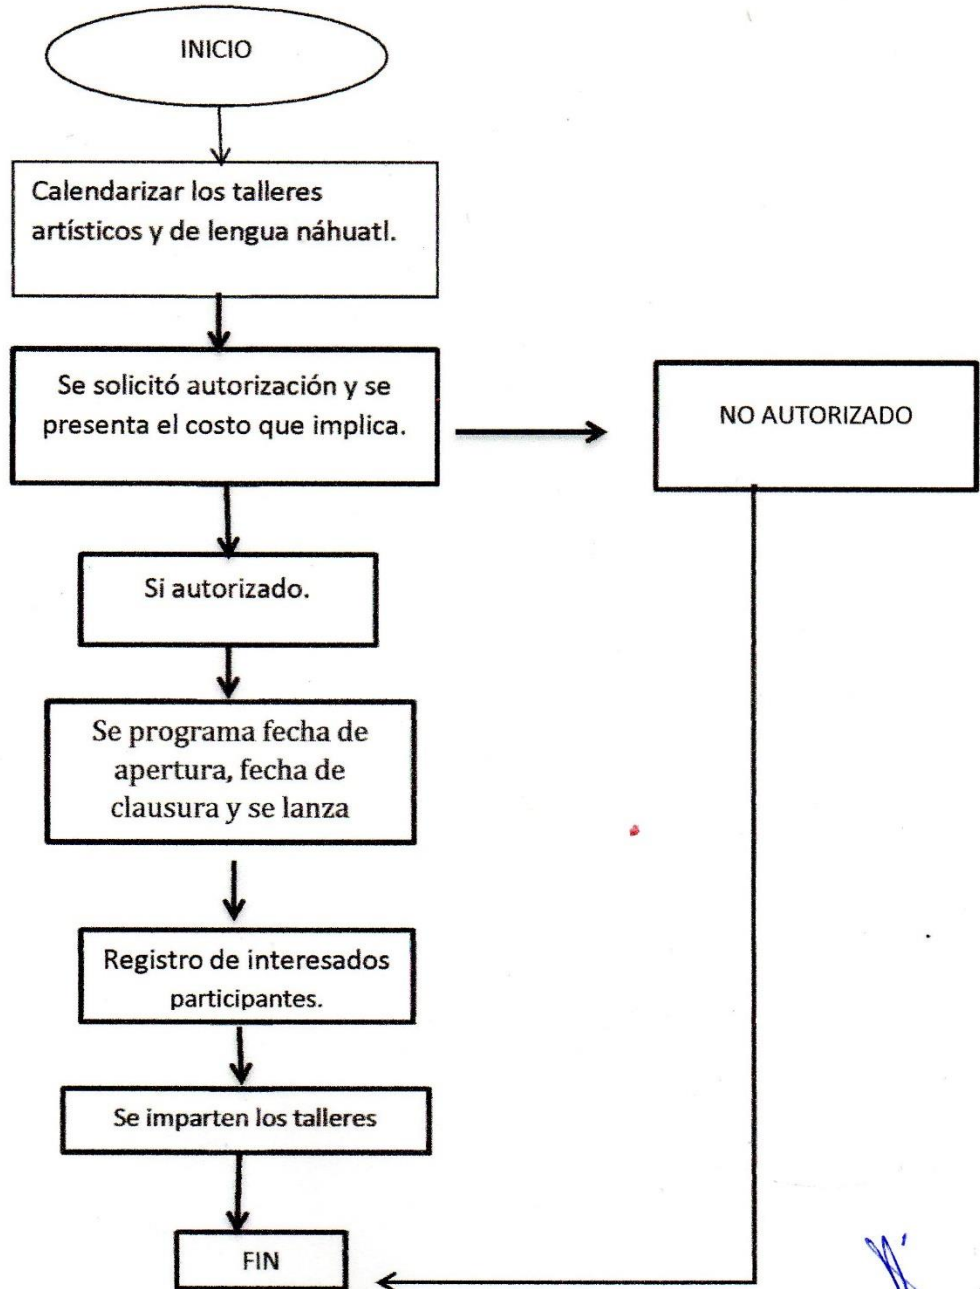 INICIO
Calendarizar los talleres
artísticos y de lengua náhuatl.
Se solicitó autorización y se
presenta el costo que implica.
NO AUTORIZADO
Si autorizado.
Se programa fecha de
apertura, fecha de
clausura y se lanza
Registro de interesados
participantes.
Se imparten los talleres
FIN